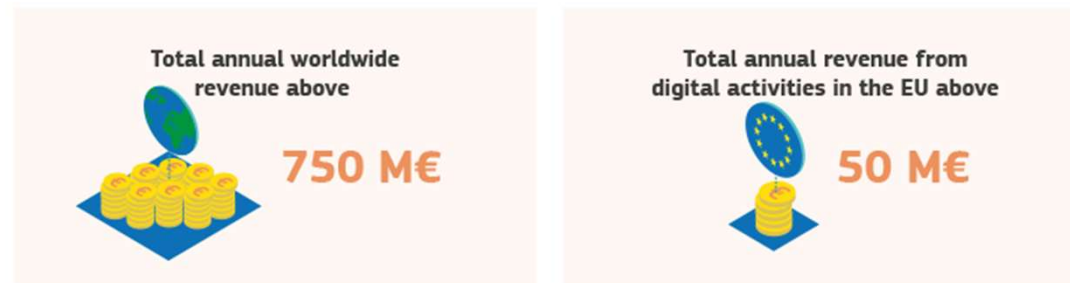 Total annual worldwide
revenue above
750 M€
Total annual revenue from
digital activities in the EU above
50 M€